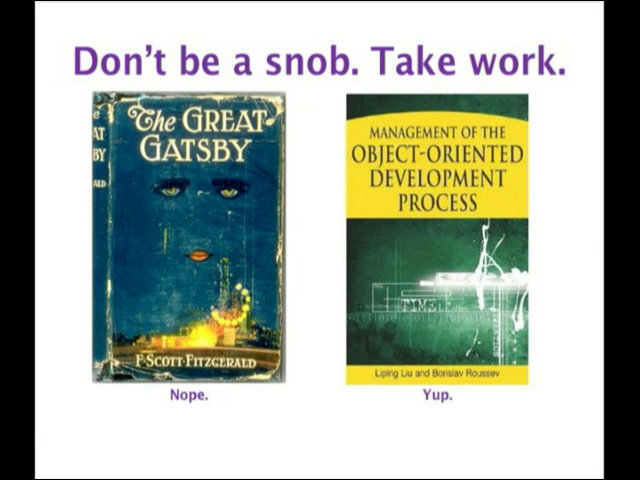 Don't be a snob. Take work.
The GREAT
GATSBY
F. SCOTT FITZGERALD
Nope.
MANAGEMENT OF THE
OBJECT-ORIENTED
DEVELOPMENT
PROCESS
TIME
Liping Liu and Borislav Roussev
Yup.